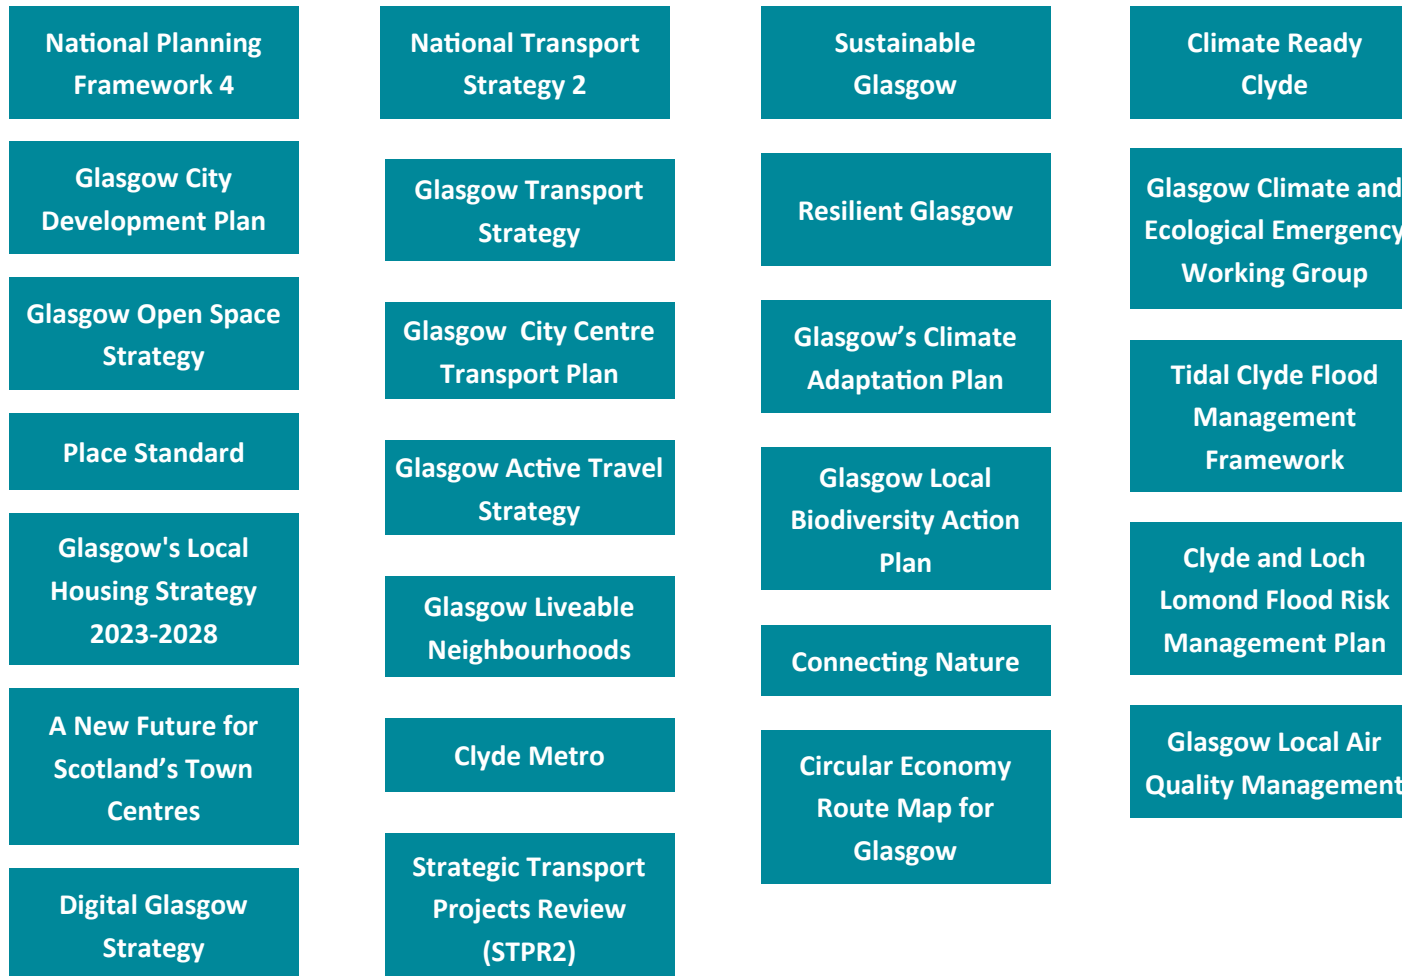 National Planning
Framework 4
Glasgow City
Development Plan
Glasgow Open Space
Strategy
Place Standard
Glasgow's Local
Housing Strategy
2023-2028
A New Future for
Scotland’s Town
Centres
Digital Glasgow
Strategy
National Transport
Strategy 2
Glasgow Transport
Strategy
Glasgow  City Centre
Transport Plan
Glasgow Active Travel
Strategy
Glasgow Liveable
Neighbourhoods
Clyde Metro
Strategic Transport
Projects Review
(STPR2)
Sustainable
Glasgow
Resilient Glasgow
Glasgow’s Climate
Adaptation Plan
Glasgow Local
Biodiversity Action
Plan
Connecting Nature
Circular Economy
Route Map for
Glasgow
Climate Ready
Clyde
Glasgow Climate and
Ecological Emergency
Working Group
Tidal Clyde Flood
Management
Framework
Clyde and Loch
Lomond Flood Risk
Management Plan
Glasgow Local Air
Quality Management